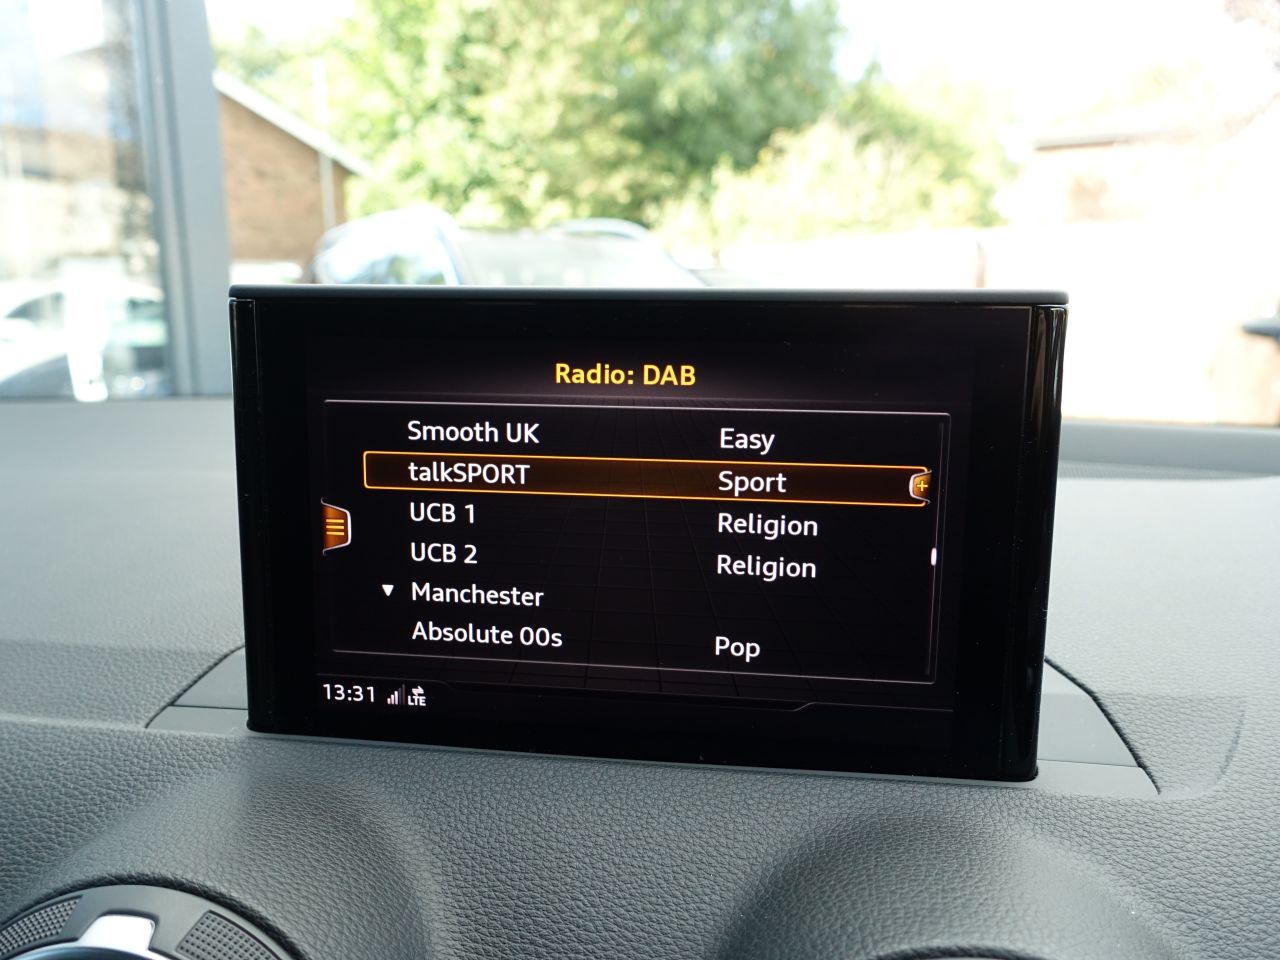 Radio: DAB
Smooth UK Easy
talkSPORT Sport
UCB 1 Religion
UCB 2 Religion
▼ Manchester
Absolute 00s Pop
13:31 LTE